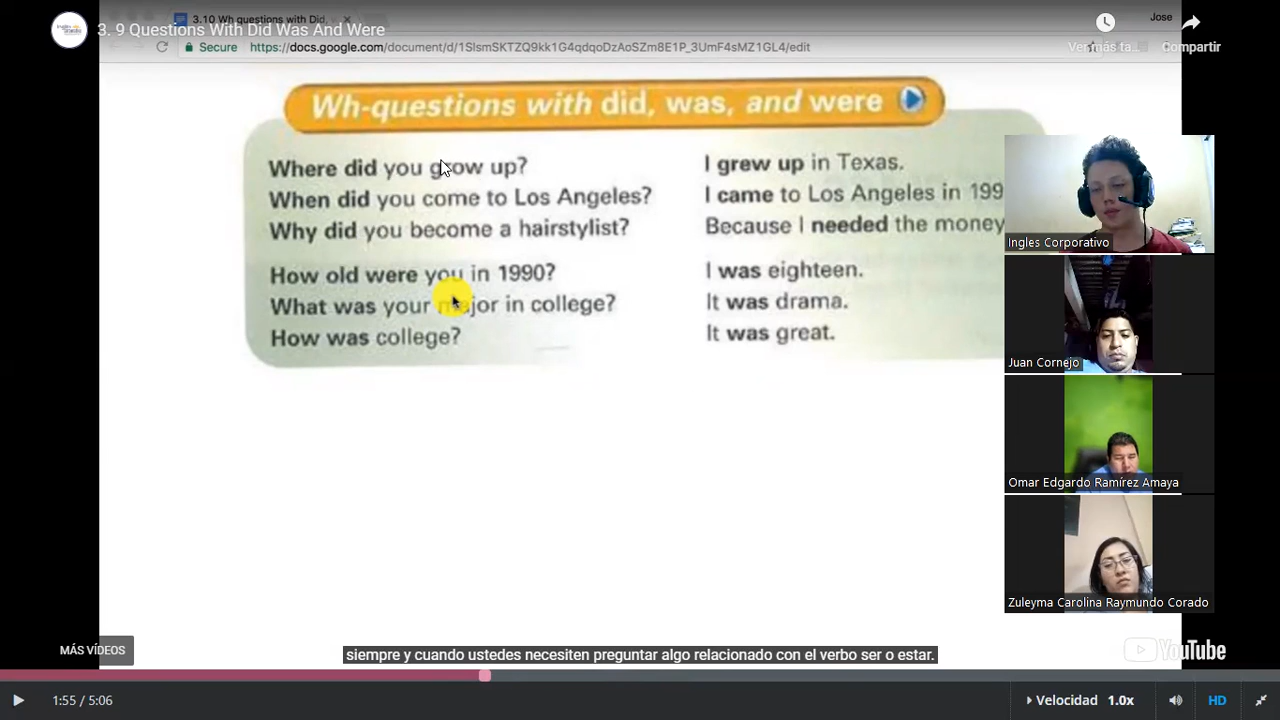 3.10 Wh questions with Did,
3. 9 Questions With Did Was And Were
Jose
Secure
https://docs.google.com/document/d/1SlsmSKTZQ9kk1G4qdqoDzAoSZm8E1P_3UmF4sMZ1GL4/edit
Ver más ta...
Compartir
Wh-questions with did, was, and were
Where did you grow up?
I grew up in Texas.
When did you come to Los Angeles?
I came to Los Angeles in 199
Why did you become a hairstylist?
Because I needed the money
How old were you in 1990?
I was eighteen.
What was your major in college?
It was drama.
How was college?
It was great.
Ingles Corporativo
Juan Cornejo
Omar Edgardo Ramírez Amaya
Zuleyma Carolina Raymundo Corado
MÁS VÍDEOS
siempre y cuando ustedes necesiten preguntar algo relacionado con el verbo ser o estar.
YouTube
1:55 / 5:06
Velocidad 1.0x
HD